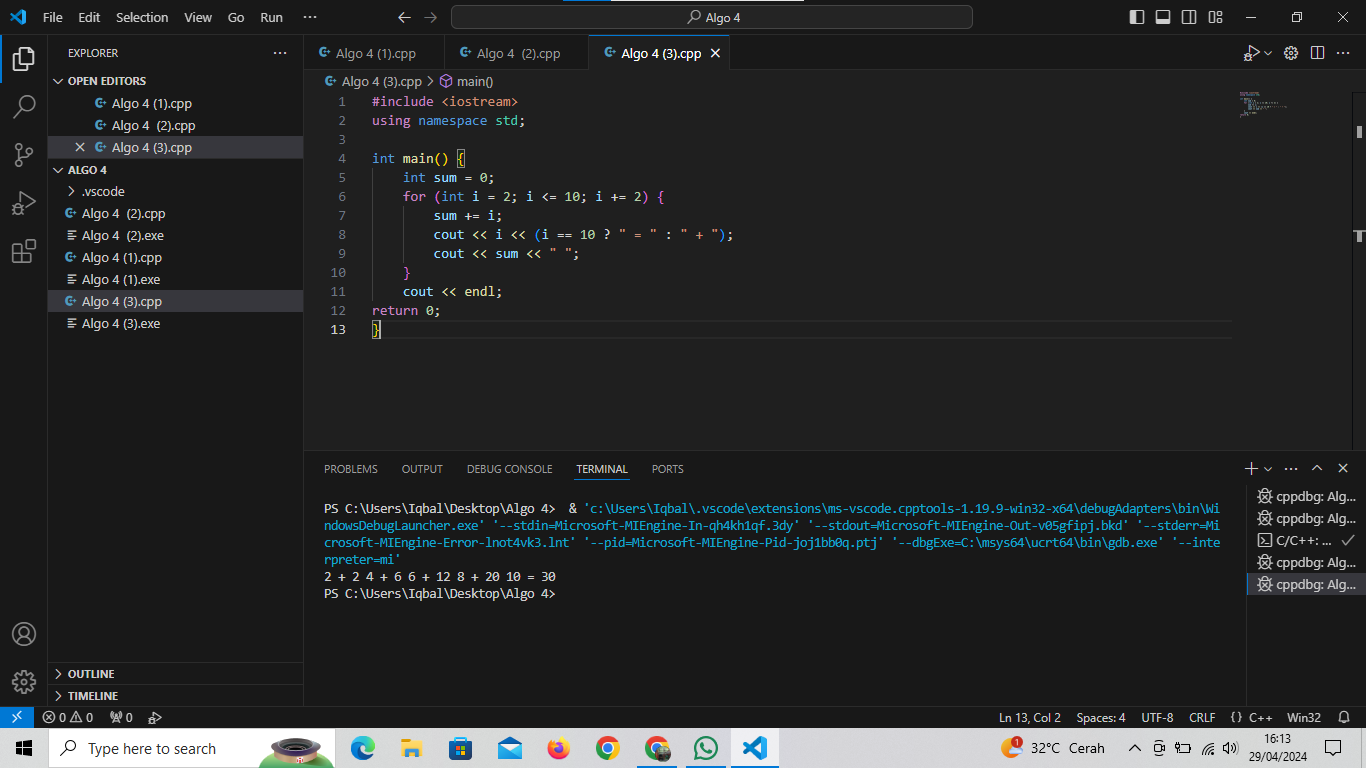 File Edit Selection View Go Run ··· Algo 4
EXPLORER ···
OPEN EDITORS
Algo 4 (1).cpp
Algo 4  (2).cpp
Algo 4 (3).cpp
ALGO 4
.vscode
Algo 4  (2).cpp
Algo 4  (2).exe
Algo 4 (1).cpp
Algo 4 (1).exe
Algo 4 (3).cpp
Algo 4 (3).exe
OUTLINE
TIMELINE
Algo 4 (1).cpp Algo 4  (2).cpp Algo 4 (3).cpp
Algo 4 (3).cpp > main()
1 #include <iostream>
2 using namespace std;
3
4 int main() {
5     int sum = 0;
6     for (int i = 2; i <= 10; i += 2) {
7         sum += i;
8         cout << i << (i == 10 ? " = " : " + ");
9         cout << sum << " ";
10     }
11     cout << endl;
12 return 0;
13 }
PROBLEMS OUTPUT DEBUG CONSOLE TERMINAL PORTS
PS C:\Users\Iqbal\Desktop\Algo 4>  & 'c:\Users\Iqbal\.vscode\extensions\ms-vscode.cpptools-1.19.9-win32-x64\debugAdapters\bin\Wi
ndowsDebugLauncher.exe' '--stdin=Microsoft-MIEngine-In-qh4kh1qf.3dy' '--stdout=Microsoft-MIEngine-Out-v05gfipj.bkd' '--stderr=Mi
crosoft-MIEngine-Error-lnot4vk3.lnt' '--pid=Microsoft-MIEngine-Pid-joj1bb0q.ptj' '--dbgExe=C:\msys64\ucrt64\bin\gdb.exe' '--inte
rpreter=mi'
2 + 2 4 + 6 6 + 12 8 + 20 10 = 30
PS C:\Users\Iqbal\Desktop\Algo 4>
cppdbg: Alg...
cppdbg: Alg...
C/C++: ...
cppdbg: Alg...
cppdbg: Alg...
0 0 0 Ln 13, Col 2 Spaces: 4 UTF-8 CRLF {} C++ Win32
Type here to search 1 32°C Cerah 16:13
29/04/2024